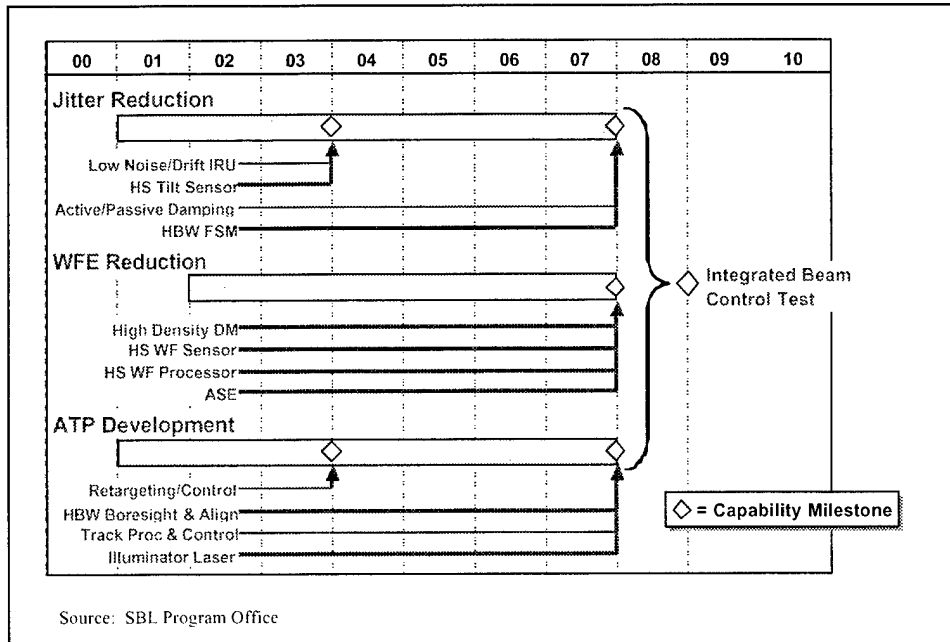 00 01 02 03 04 05 06 07 08 09 10
Jitter Reduction
Low Noise/Drift IRU
HS Tilt Sensor
Active/Passive Damping
HBW FSM
WFE Reduction
Integrated Beam
Control Test
High Density DM
HS WF Sensor
HS WF Processor
ASE
ATP Development
Retargeting/Control
HBW Boresight & Align
Track Proc & Control
Illuminator Laser
◇ = Capability Milestone
Source: SBL Program Office